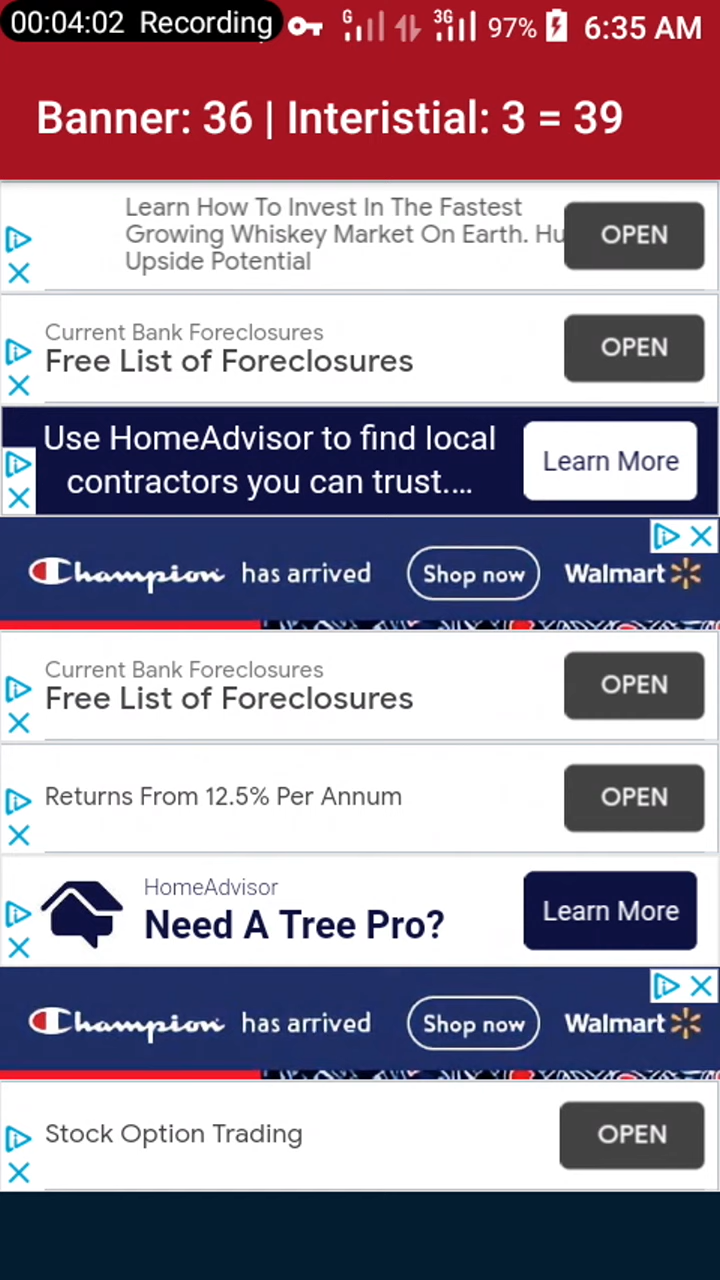 00:04:02 Recording G 3G 97% 6:35 AM
Banner: 36 | Interistial: 3 = 39
Learn How To Invest In The Fastest
Growing Whiskey Market On Earth. Hu
Upside Potential
OPEN
Current Bank Foreclosures
Free List of Foreclosures
OPEN
Use HomeAdvisor to find local
contractors you can trust....
Learn More
Champion has arrived Shop now Walmart
Current Bank Foreclosures
Free List of Foreclosures
OPEN
Returns From 12.5% Per Annum
OPEN
HomeAdvisor
Need A Tree Pro?
Learn More
Champion has arrived Shop now Walmart
Stock Option Trading
OPEN